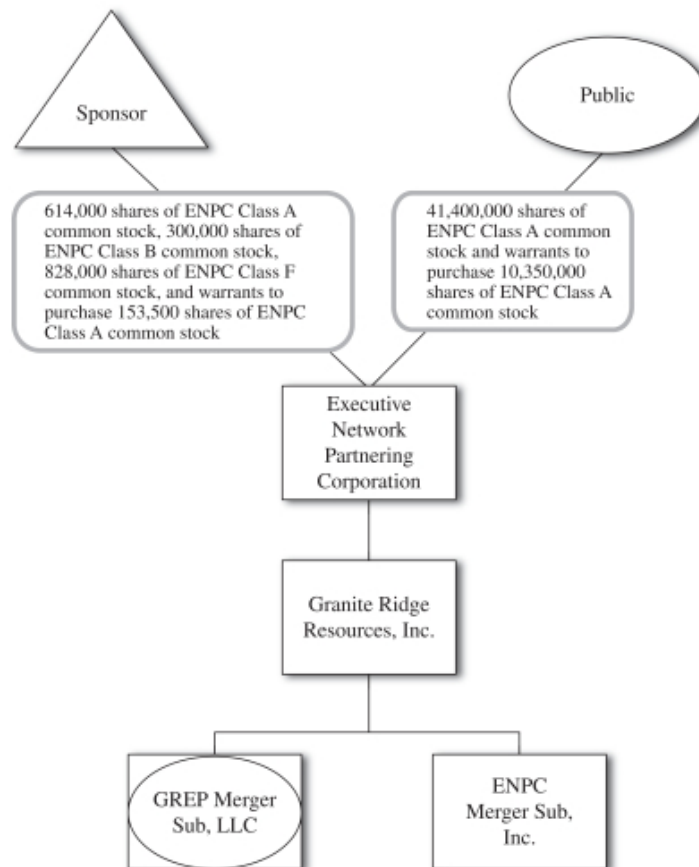 Sponsor
Public
614,000 shares of ENPC Class A
common stock, 300,000 shares of
ENPC Class B common stock,
828,000 shares of ENPC Class F
common stock, and warrants to
purchase 153,500 shares of ENPC
Class A common stock
41,400,000 shares of
ENPC Class A common
stock and warrants to
purchase 10,350,000
shares of ENPC Class A
common stock
Executive
Network
Partnering
Corporation
Granite Ridge
Resources, Inc.
GREP Merger
Sub, LLC
ENPC
Merger Sub,
Inc.